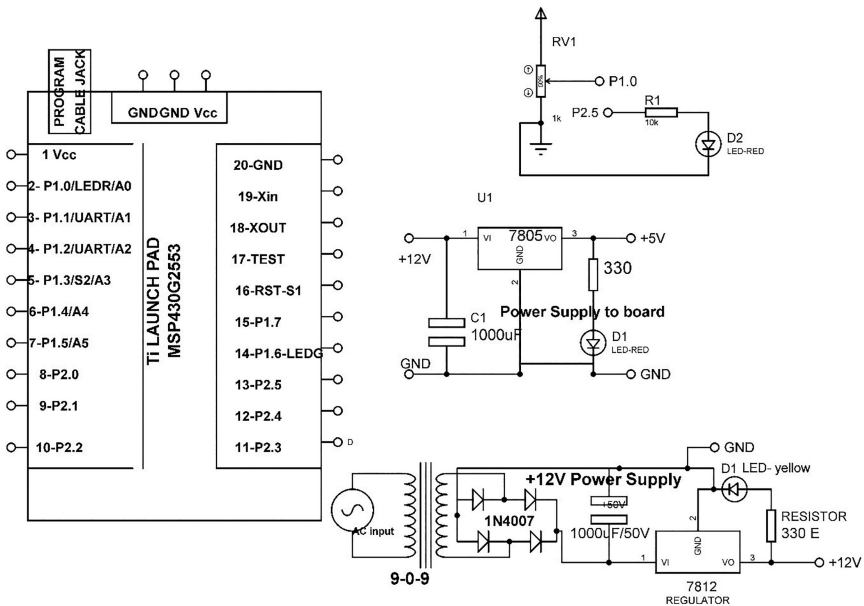 PROGRAM
CABLE JACK
GND GND Vcc
1 Vcc
2- P1.0/LEDR/A0
3- P1.1/UART/A1
4- P1.2/UART/A2
5- P1.3/S2/A3
6-P1.4/A4
7-P1.5/A5
8-P2.0
9-P2.1
10-P2.2
Ti LAUNCH PAD
MSP430G2553
20-GND
19-Xin
18-XOUT
17-TEST
16-RST-S1
15-P1.7
14-P1.6-LEDG
13-P2.5
12-P2.4
11-P2.3
D
RV1
50%
P1.0
1k
P2.5
R1
10k
D2
LED-RED
U1
+12V
1
VI
7805
VO
3
GND
2
+5V
330
C1
1000uF
Power Supply to board
D1
LED-RED
GND
GND
AC input
9-0-9
1N4007
+12V Power Supply
+50V
1000uF/50V
GND
D1 LED- yellow
RESISTOR
330 E
2
GND
1
VI
VO
3
+12V
7812
REGULATOR